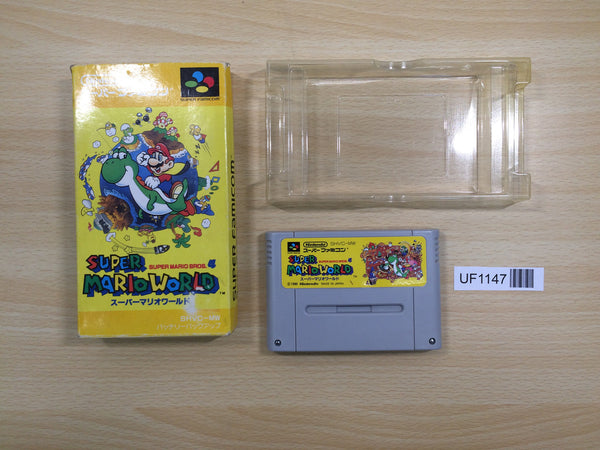 SUPER FAMICOM
SUPER MARIO BROS. 4
SUPER
MARIO WORLD
TM
スーパーマリオワールド
SHVC-MW
バッテリーバックアップ
SUPER Famicom
Nintendo
SHVC-MW
スーパーファミコン
SUPER MARIO BROS. 4
SUPER
MARIO WORLD
スーパーマリオワールド
©1990 Nintendo
MADE IN JAPAN
UF1147